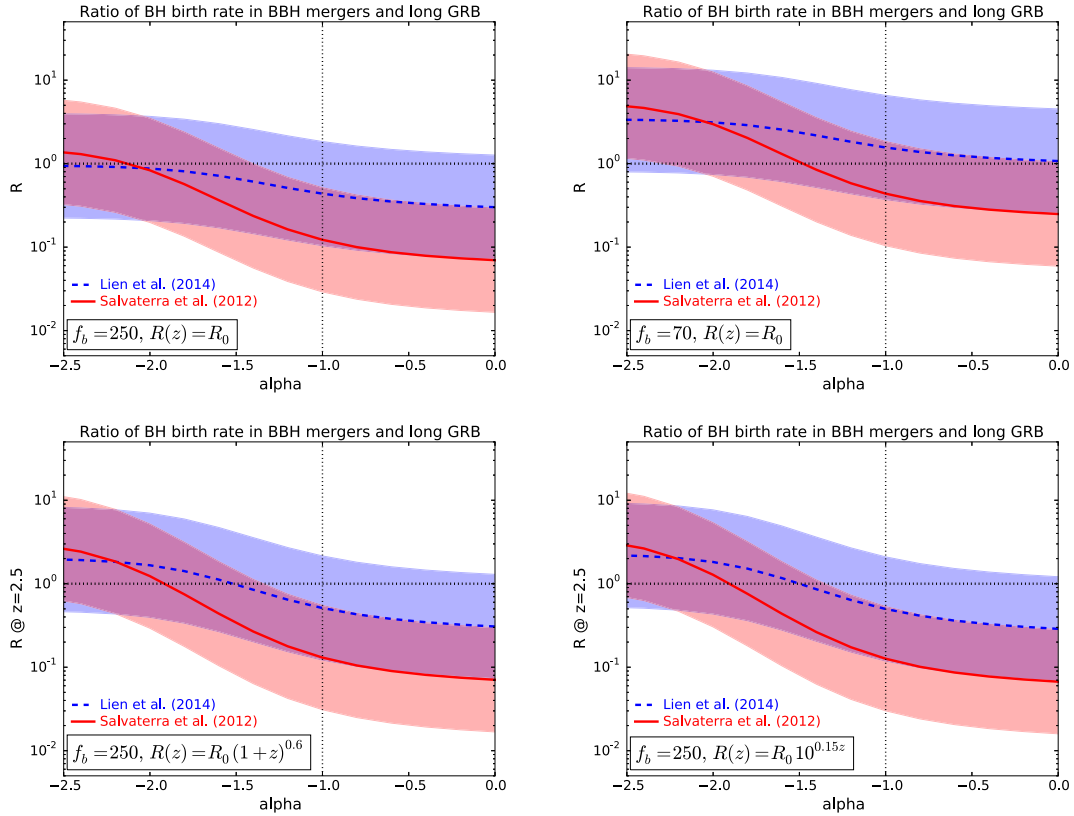 Ratio of BH birth rate in BBH mergers and long GRB
10^1
10^0
10^-1
10^-2
R
Lien et al. (2014)
Salvaterra et al. (2012)
f_b = 250, R(z) = R_0
−2.5 −2.0 −1.5 −1.0 −0.5 0.0
alpha
Ratio of BH birth rate in BBH mergers and long GRB
10^1
10^0
10^-1
10^-2
R
Lien et al. (2014)
Salvaterra et al. (2012)
f_b = 70, R(z) = R_0
−2.5 −2.0 −1.5 −1.0 −0.5 0.0
alpha
Ratio of BH birth rate in BBH mergers and long GRB
10^1
10^0
10^-1
10^-2
R @ z=2.5
Lien et al. (2014)
Salvaterra et al. (2012)
f_b = 250, R(z) = R_0 (1+z)^0.6
−2.5 −2.0 −1.5 −1.0 −0.5 0.0
alpha
Ratio of BH birth rate in BBH mergers and long GRB
10^1
10^0
10^-1
10^-2
R @ z=2.5
Lien et al. (2014)
Salvaterra et al. (2012)
f_b = 250, R(z) = R_0 10^0.15z
−2.5 −2.0 −1.5 −1.0 −0.5 0.0
alpha